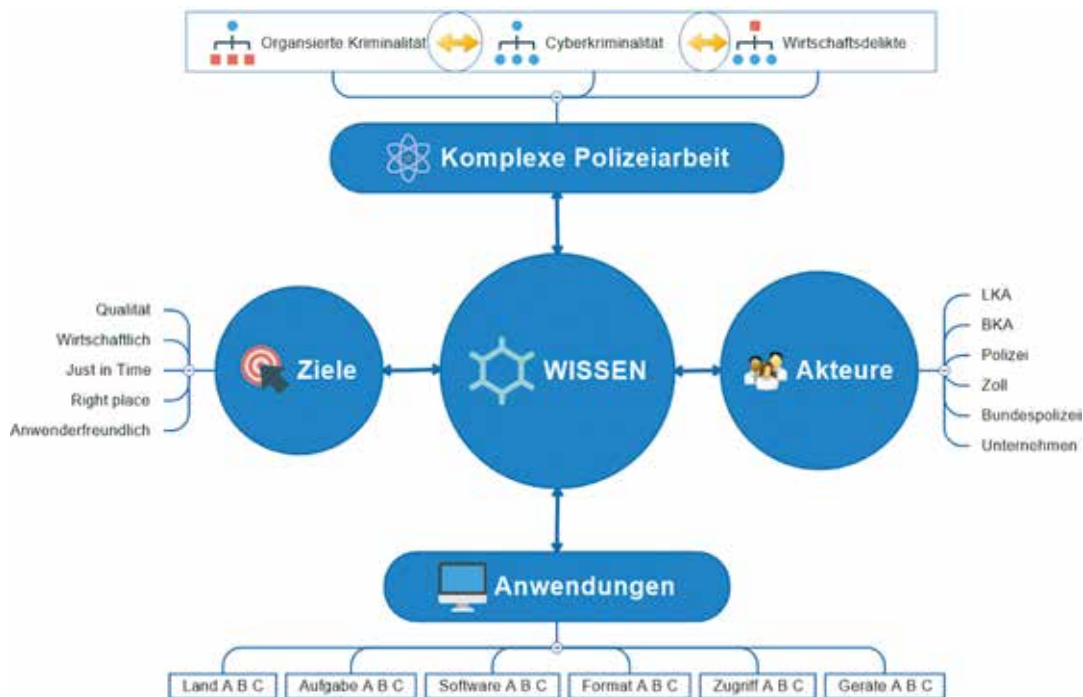 Organsierte Kriminalität
Cyberkriminalität
Wirtschaftsdelikte
Komplexe Polizeiarbeit
Qualität
Wirtschaftlich
Just in Time
Right place
Anwenderfreundlich
Ziele
WISSEN
Akteure
LKA
BKA
Polizei
Zoll
Bundespolizei
Unternehmen
Anwendungen
Land A B C
Aufgabe A B C
Software A B C
Format A B C
Zugriff A B C
Geräte A B C